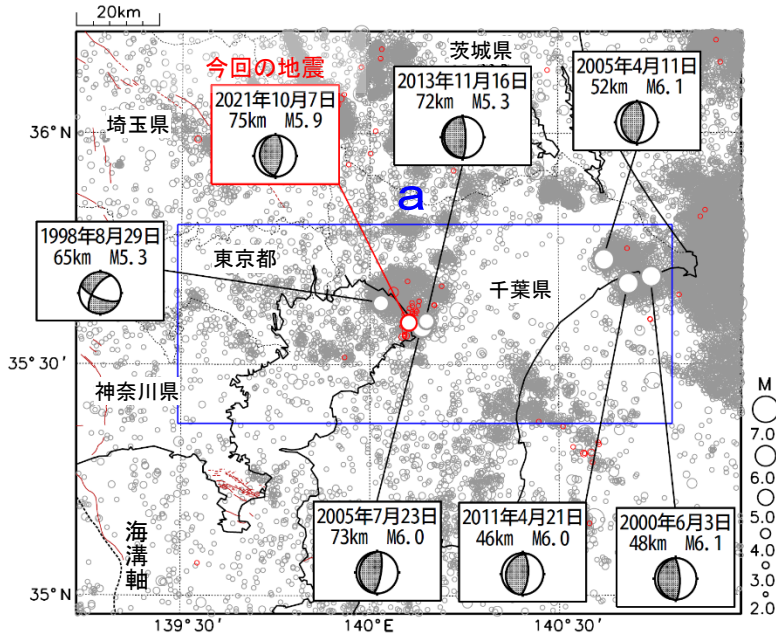 20km
今回の地震
茨城県
2021年10月7日
75km M5.9
2013年11月16日
72km M5.3
2005年4月11日
52km M6.1
36°N
埼玉県
a
1998年8月29日
65km M5.3
東京都
千葉県
35°30′
神奈川県
M
7.0
6.0
5.0
4.0
3.0
2.0
海溝軸
2005年7月23日
73km M6.0
2011年4月21日
46km M6.0
2000年6月3日
48km M6.1
35°N
139°30′
140°E
140°30′